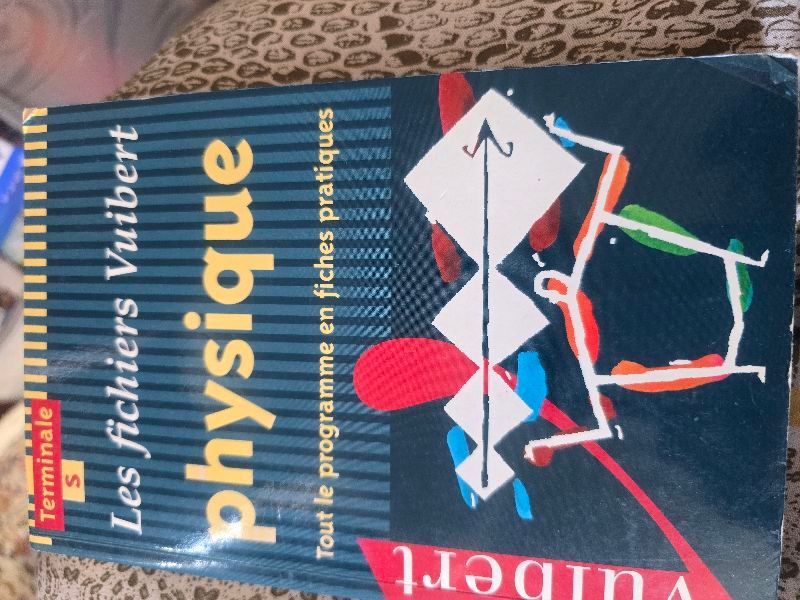 Terminale
S
Les fichiers Vuibert
physique
Tout le programme en fiches pratiques
Vuibert